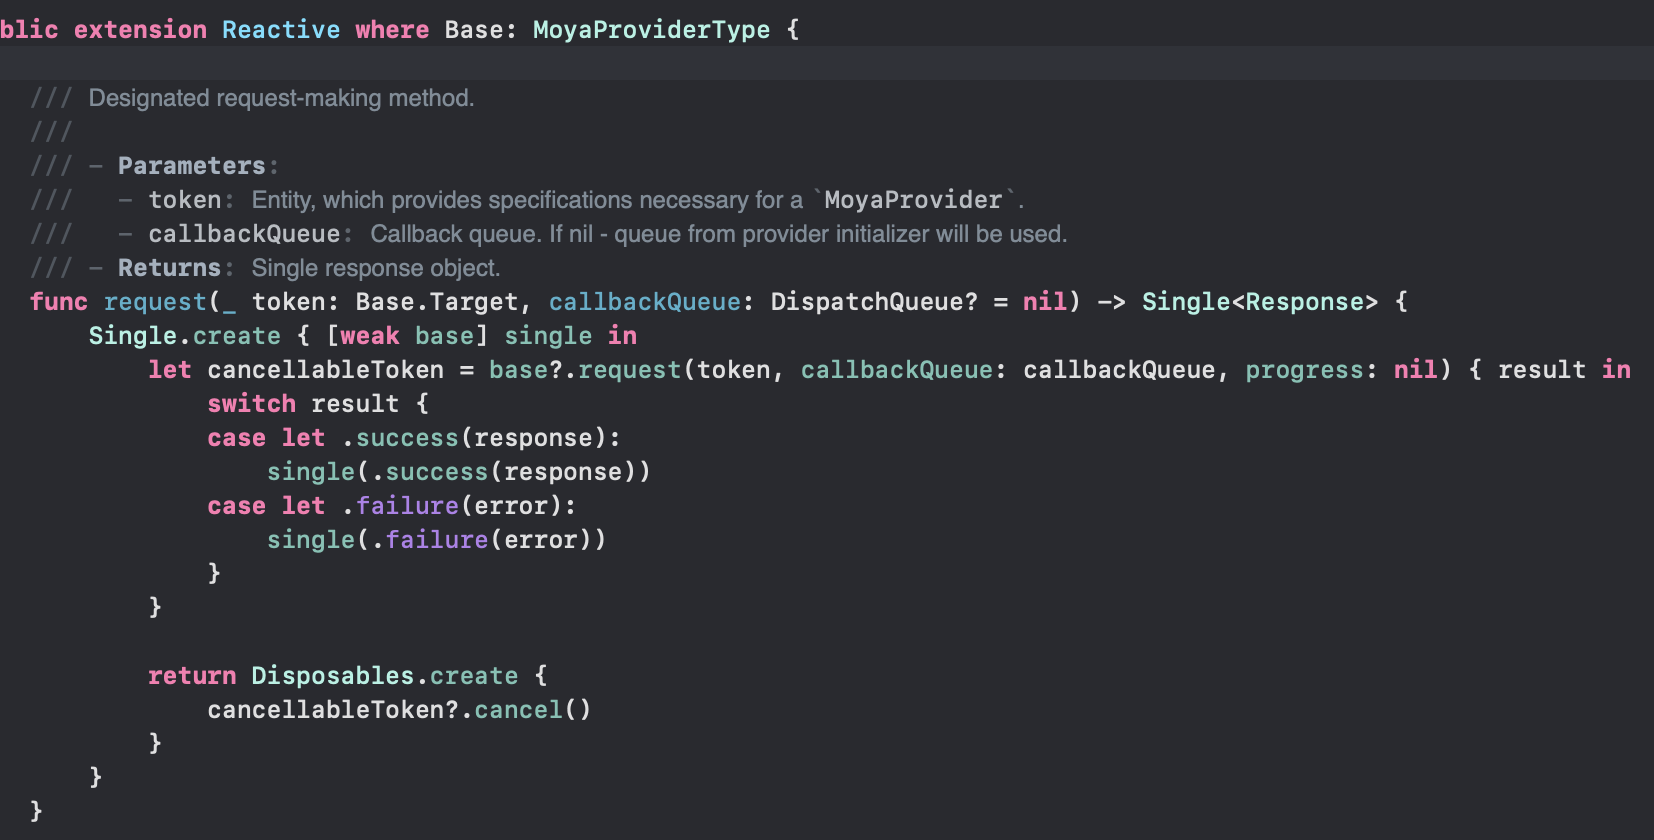 blic extension Reactive where Base: MoyaProviderType {
/// Designated request-making method.
///
/// - Parameters:
///   - token: Entity, which provides specifications necessary for a `MoyaProvider`.
///   - callbackQueue: Callback queue. If nil - queue from provider initializer will be used.
/// - Returns: Single response object.
func request(_ token: Base.Target, callbackQueue: DispatchQueue? = nil) -> Single<Response> {
Single.create { [weak base] single in
let cancellableToken = base?.request(token, callbackQueue: callbackQueue, progress: nil) { result in
switch result {
case let .success(response):
single(.success(response))
case let .failure(error):
single(.failure(error))
}
}
return Disposables.create {
cancellableToken?.cancel()
}
}
}